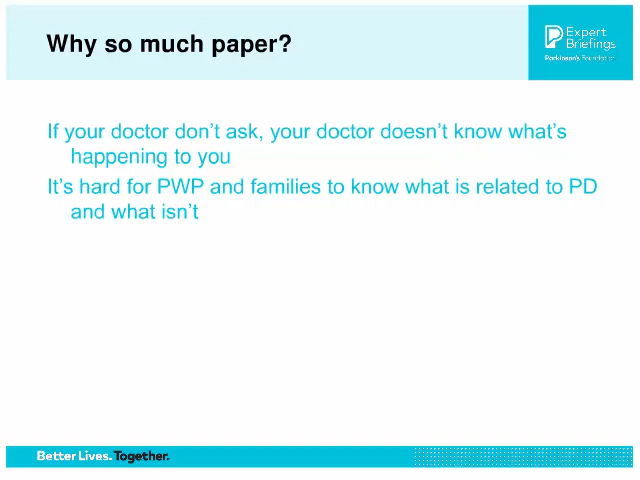 Why so much paper?
Expert
Briefings
Parkinson's Foundation
If your doctor don't ask, your doctor doesn't know what's
happening to you
It's hard for PWP and families to know what is related to PD
and what isn't
Better Lives. Together.